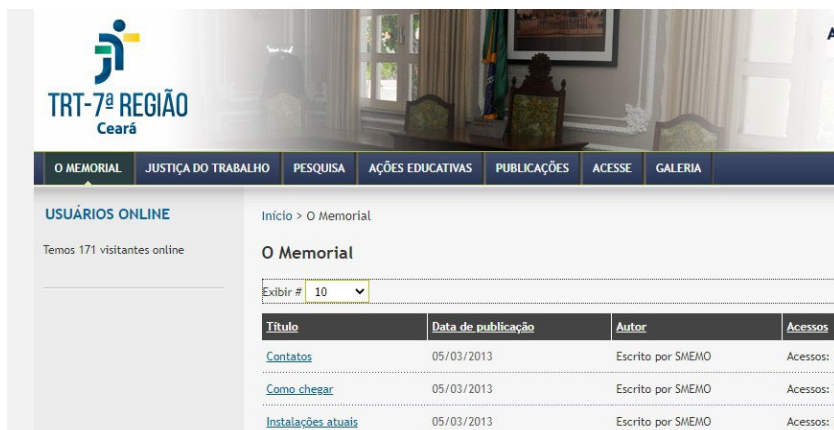 TRT-7ª REGIÃO
Ceará
A
O MEMORIAL JUSTIÇA DO TRABALHO PESQUISA AÇÕES EDUCATIVAS PUBLICAÇÕES ACESSE GALERIA
USUÁRIOS ONLINE
Temos 171 visitantes online
Início > O Memorial
O Memorial
Exibir # 10
Título Data de publicação Autor Acessos
Contatos 05/03/2013 Escrito por SMEMO Acessos:
Como chegar 05/03/2013 Escrito por SMEMO Acessos:
Instalações atuais 05/03/2013 Escrito por SMEMO Acessos: